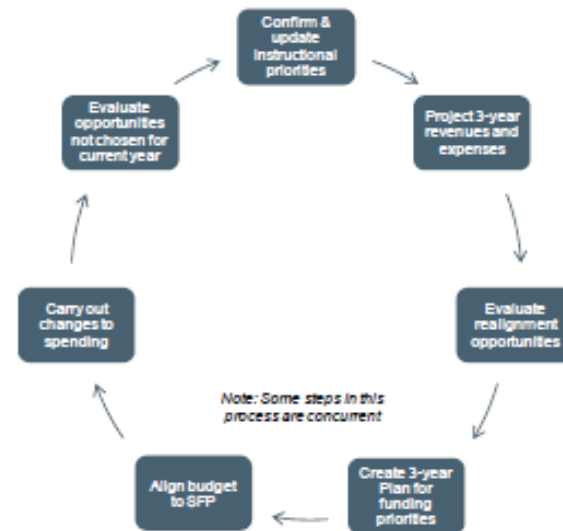 Confirm &
update
instructional
priorities
Project 3-year
revenues and
expenses
Evaluate
realignment
opportunities
Create 3-year
Plan for
funding
priorities
Align budget
to SFP
Carry out
changes to
spending
Evaluate
opportunities
not chosen for
current year
Note: Some steps in this
process are concurrent